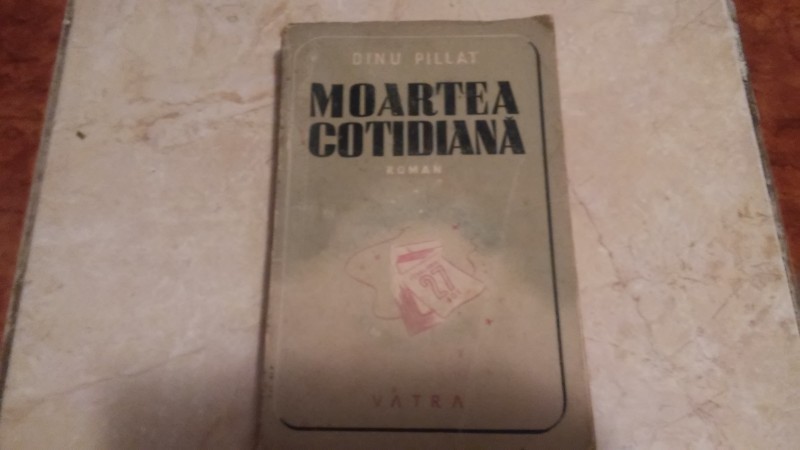 DINU PILLAT
MOARTEA
COTIDIANĂ
ROMAN
27
VATRA